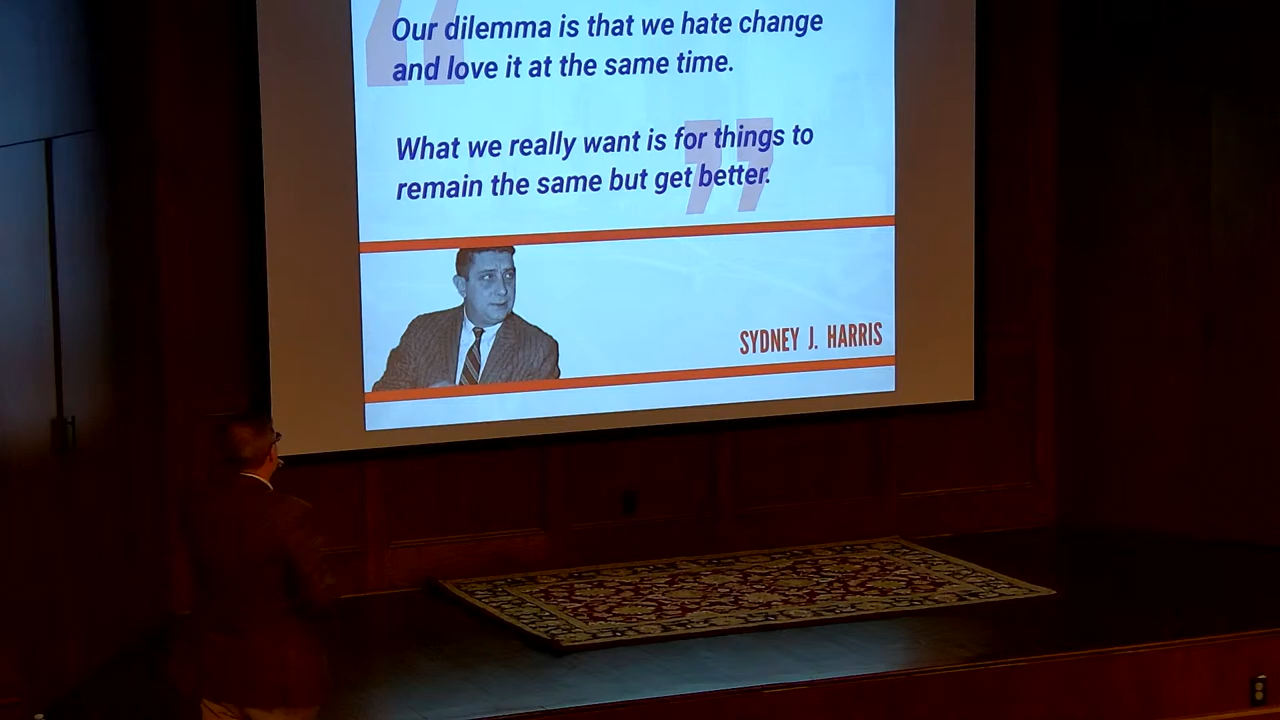 Our dilemma is that we hate change
and love it at the same time.
What we really want is for things to
remain the same but get better.
SYDNEY J. HARRIS